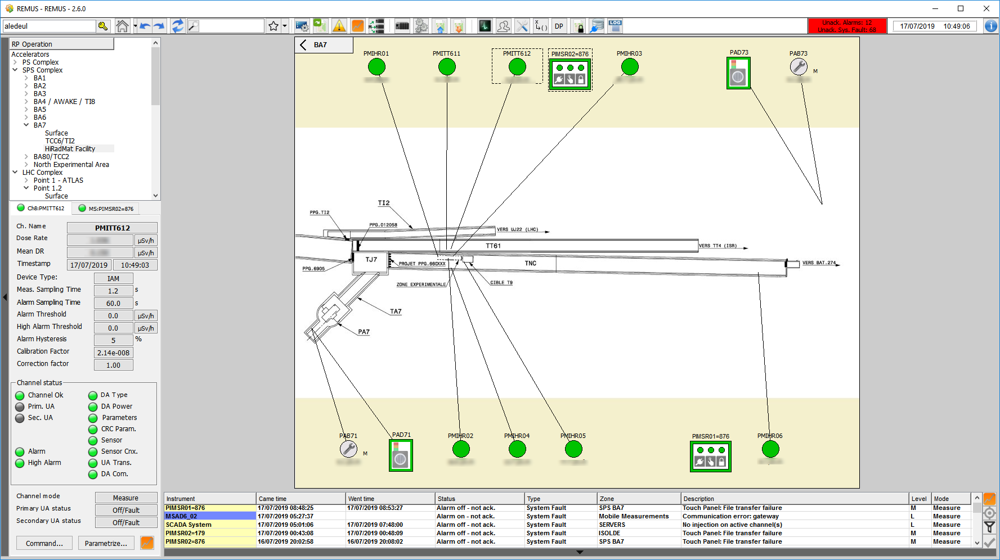 REMUS - REMUS - 2.6.0
aledeul
DP
LOG
Unack. Alarms: 12
Unack. Sys. Fault: 68
17/07/2019 10:49:06
RP Operation
Accelerators
PS Complex
SPS Complex
BA1
BA2
BA3
BA4 / AWAKE / TI8
BA5
BA6
BA7
Surface
TCC6/TI2
HiRadMat Facility
BA80/TCC2
North Experimental Area
LHC Complex
Point 1 - ATLAS
Point 1.2
Surface
Ch8:PMITT612 MS:PIMSR02=876
Ch. Name PMITT612
Dose Rate µSv/h
Mean DR µSv/h
Timestamp 17/07/2019 10:49:03
Device Type: IAM
Meas. Sampling Time 1.2 s
Alarm Sampling Time 60.0 s
Alarm Threshold 0.0 µSv/h
High Alarm Threshold 0.0 µSv/h
Alarm Hysteresis 5 %
Calibration Factor 2.14e-008
Correction factor 1.00
Channel status
Channel Ok DA Type
Prim. UA DA Power
Sec. UA Parameters
CRC Param.
Sensor
Alarm Sensor Cnx.
High Alarm UA Trans.
DA Com.
Channel mode Measure
Primary UA status Off/Fault
Secondary UA status Off/Fault
Command... Parametrize...
BA7
PMIHR01 PMITT611 PMITT612 PIMSR02=876 PMIHR03 PAD73 PAB73
M
TI2
PPG.TI2
PPG.012058
VERS UJ22 (LHC)
TT61
VERS TT4 (ISR)
TJ7
PROJET PPG.660XXX
TNC
VERS BAT.274
PPG.6905
ZONE EXPERIMENTALE
CIBLE T9
TA7
PA7
PAB71 PAD71 PMIHR02 PMIHR04 PMIHR05 PIMSR01=876 PMIHR06
M
Instrument Came time Went time Status Type Zone Description Level Mode
PIMSR01=876 17/07/2019 08:48:25 17/07/2019 08:53:27 Alarm off - not ack. System Fault SPS BA7 Touch Panel: File transfer failure M Measure
MSAD6_02 17/07/2019 05:27:37 Alarm on - not ack. System Fault Mobile Measurements Communication error: gateway L Measure
SCADA System 17/07/2019 05:01:06 17/07/2019 07:48:00 Alarm off - not ack. System Fault SERVERS No injection on active channel(s) L Measure
PIMSR02=179 17/07/2019 00:43:08 17/07/2019 00:48:09 Alarm off - not ack. System Fault ISOLDE Touch Panel: File transfer failure M Measure
PIMSR02=876 16/07/2019 20:02:58 16/07/2019 20:08:02 Alarm off - not ack. System Fault SPS BA7 Touch Panel: File transfer failure M Measure